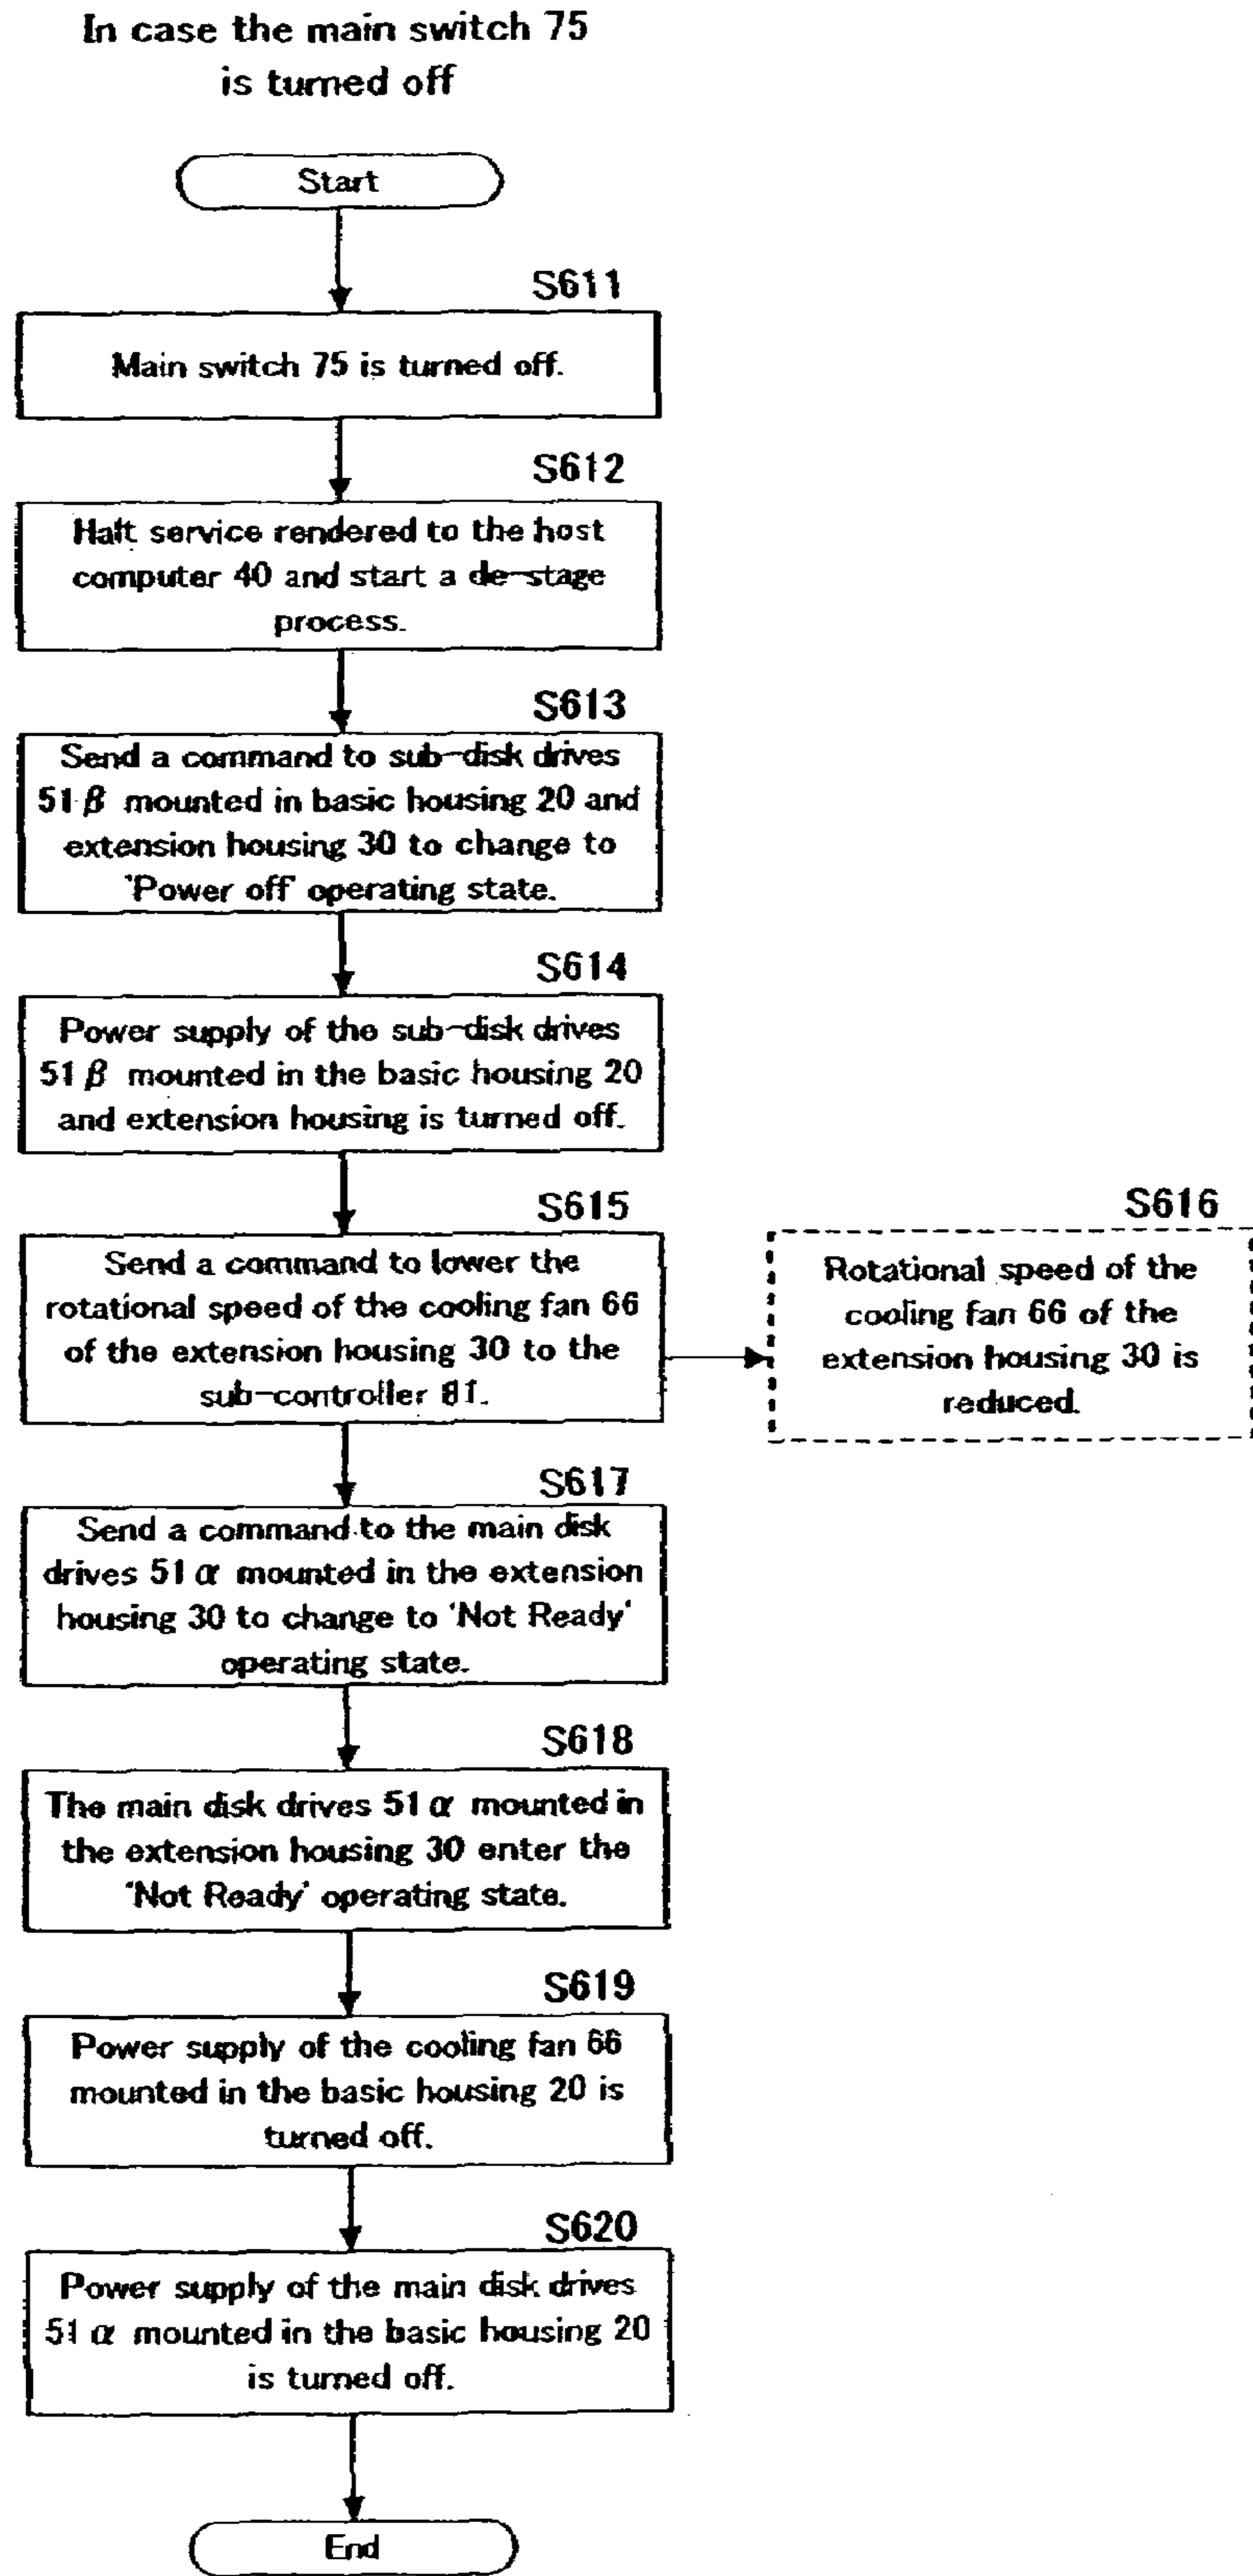 In case the main switch 75
is turned off
Start
S611
Main switch 75 is turned off.
S612
Halt service rendered to the host
computer 40 and start a de-stage
process.
S613
Send a command to sub-disk drives
51β mounted in basic housing 20 and
extension housing 30 to change to
'Power off' operating state.
S614
Power supply of the sub-disk drives
51β mounted in the basic housing 20
and extension housing is turned off.
S615
Send a command to lower the
rotational speed of the cooling fan 66
of the extension housing 30 to the
sub-controller 81.
S616
Rotational speed of the
cooling fan 66 of the
extension housing 30 is
reduced.
S617
Send a command to the main disk
drives 51α mounted in the extension
housing 30 to change to 'Not Ready'
operating state.
S618
The main disk drives 51α mounted in
the extension housing 30 enter the
'Not Ready' operating state.
S619
Power supply of the cooling fan 66
mounted in the basic housing 20 is
turned off.
S620
Power supply of the main disk drives
51α mounted in the basic housing 20
is turned off.
End